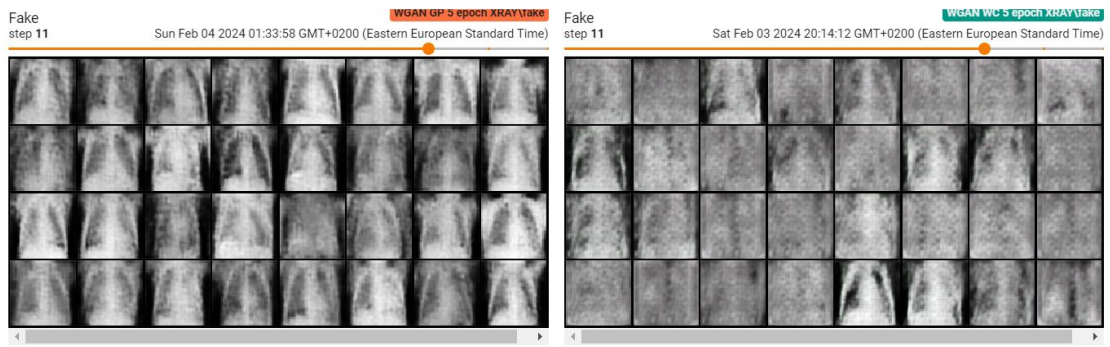 WGAN GP 5 epoch XRAY\fake
Fake
step 11 Sun Feb 04 2024 01:33:58 GMT+0200 (Eastern European Standard Time)
WGAN WC 5 epoch XRAY\fake
Fake
step 11 Sat Feb 03 2024 20:14:12 GMT+0200 (Eastern European Standard Time)